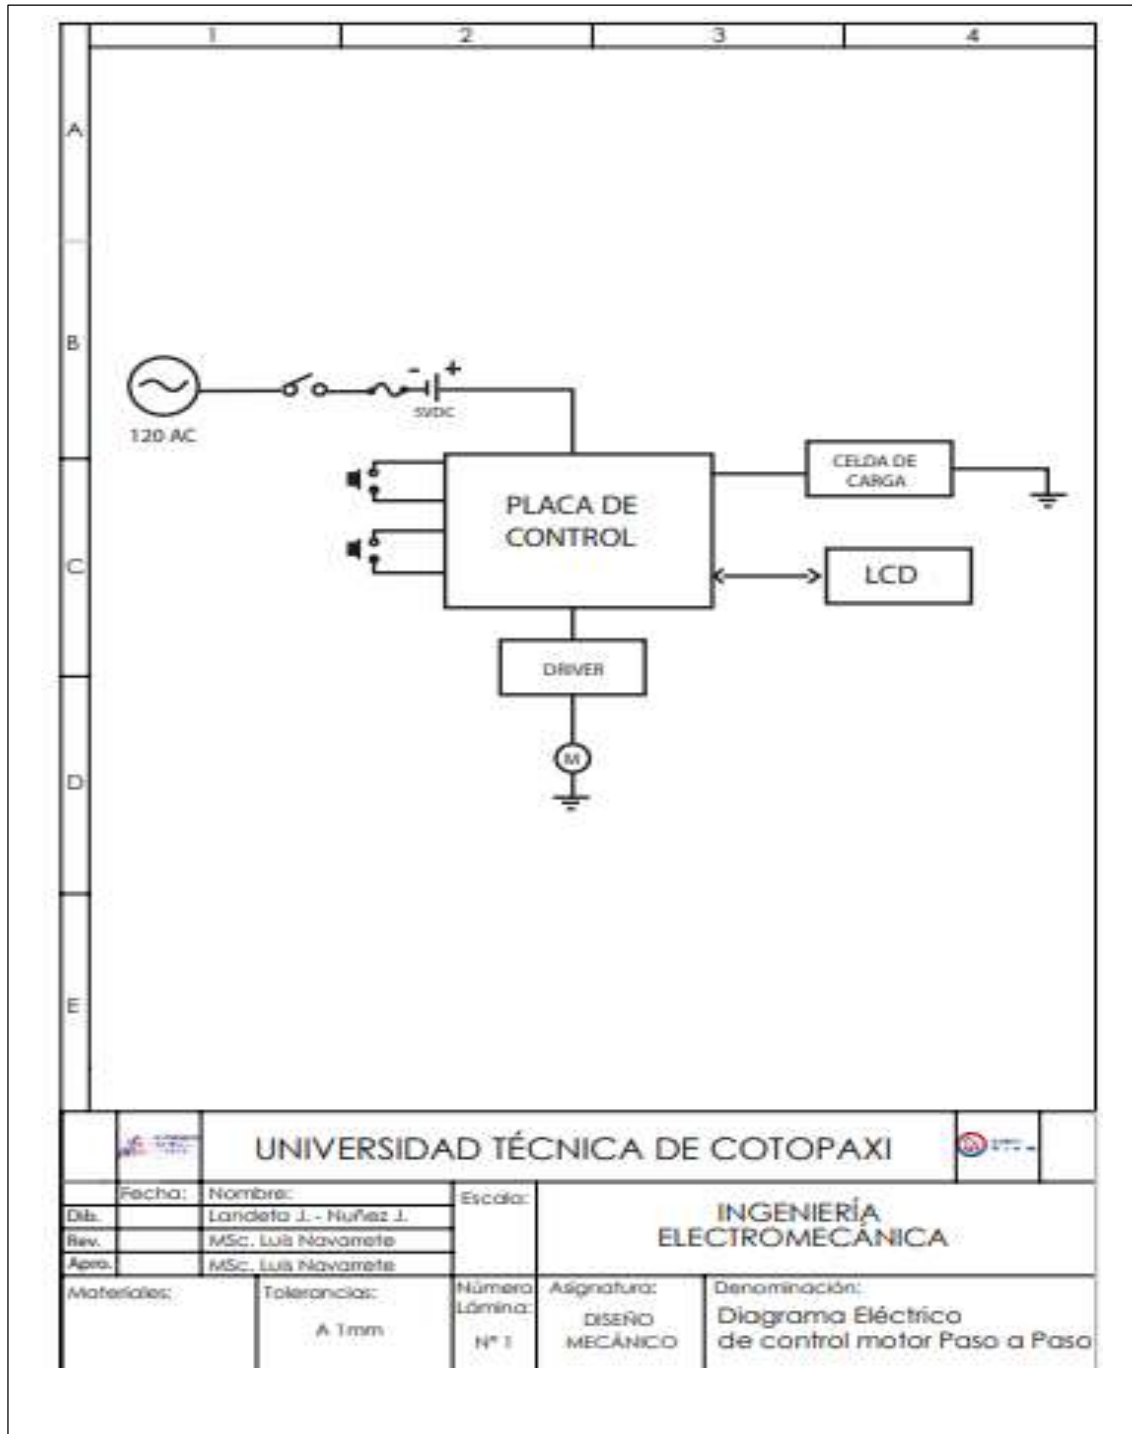 1 2 3 4
A
B
C
D
E
- +
5VDC
120 AC
PLACA DE
CONTROL
CELDA DE
CARGA
LCD
DRIVER
M
UNIVERSIDAD TÉCNICA DE COTOPAXI
Fecha: Nombre: Escala:
Dib. Landeta J. - Nuñez J.
Rev. MSc. Luis Navarrete
Apro. MSc. Luis Navarrete
INGENIERÍA
ELECTROMECÁNICA
Materiales:
Tolerancias:
A 1mm
Número
Lámina:
N° 1
Asignatura:
DISEÑO
MECÁNICO
Denominación:
Diagrama Eléctrico
de control motor Paso a Paso